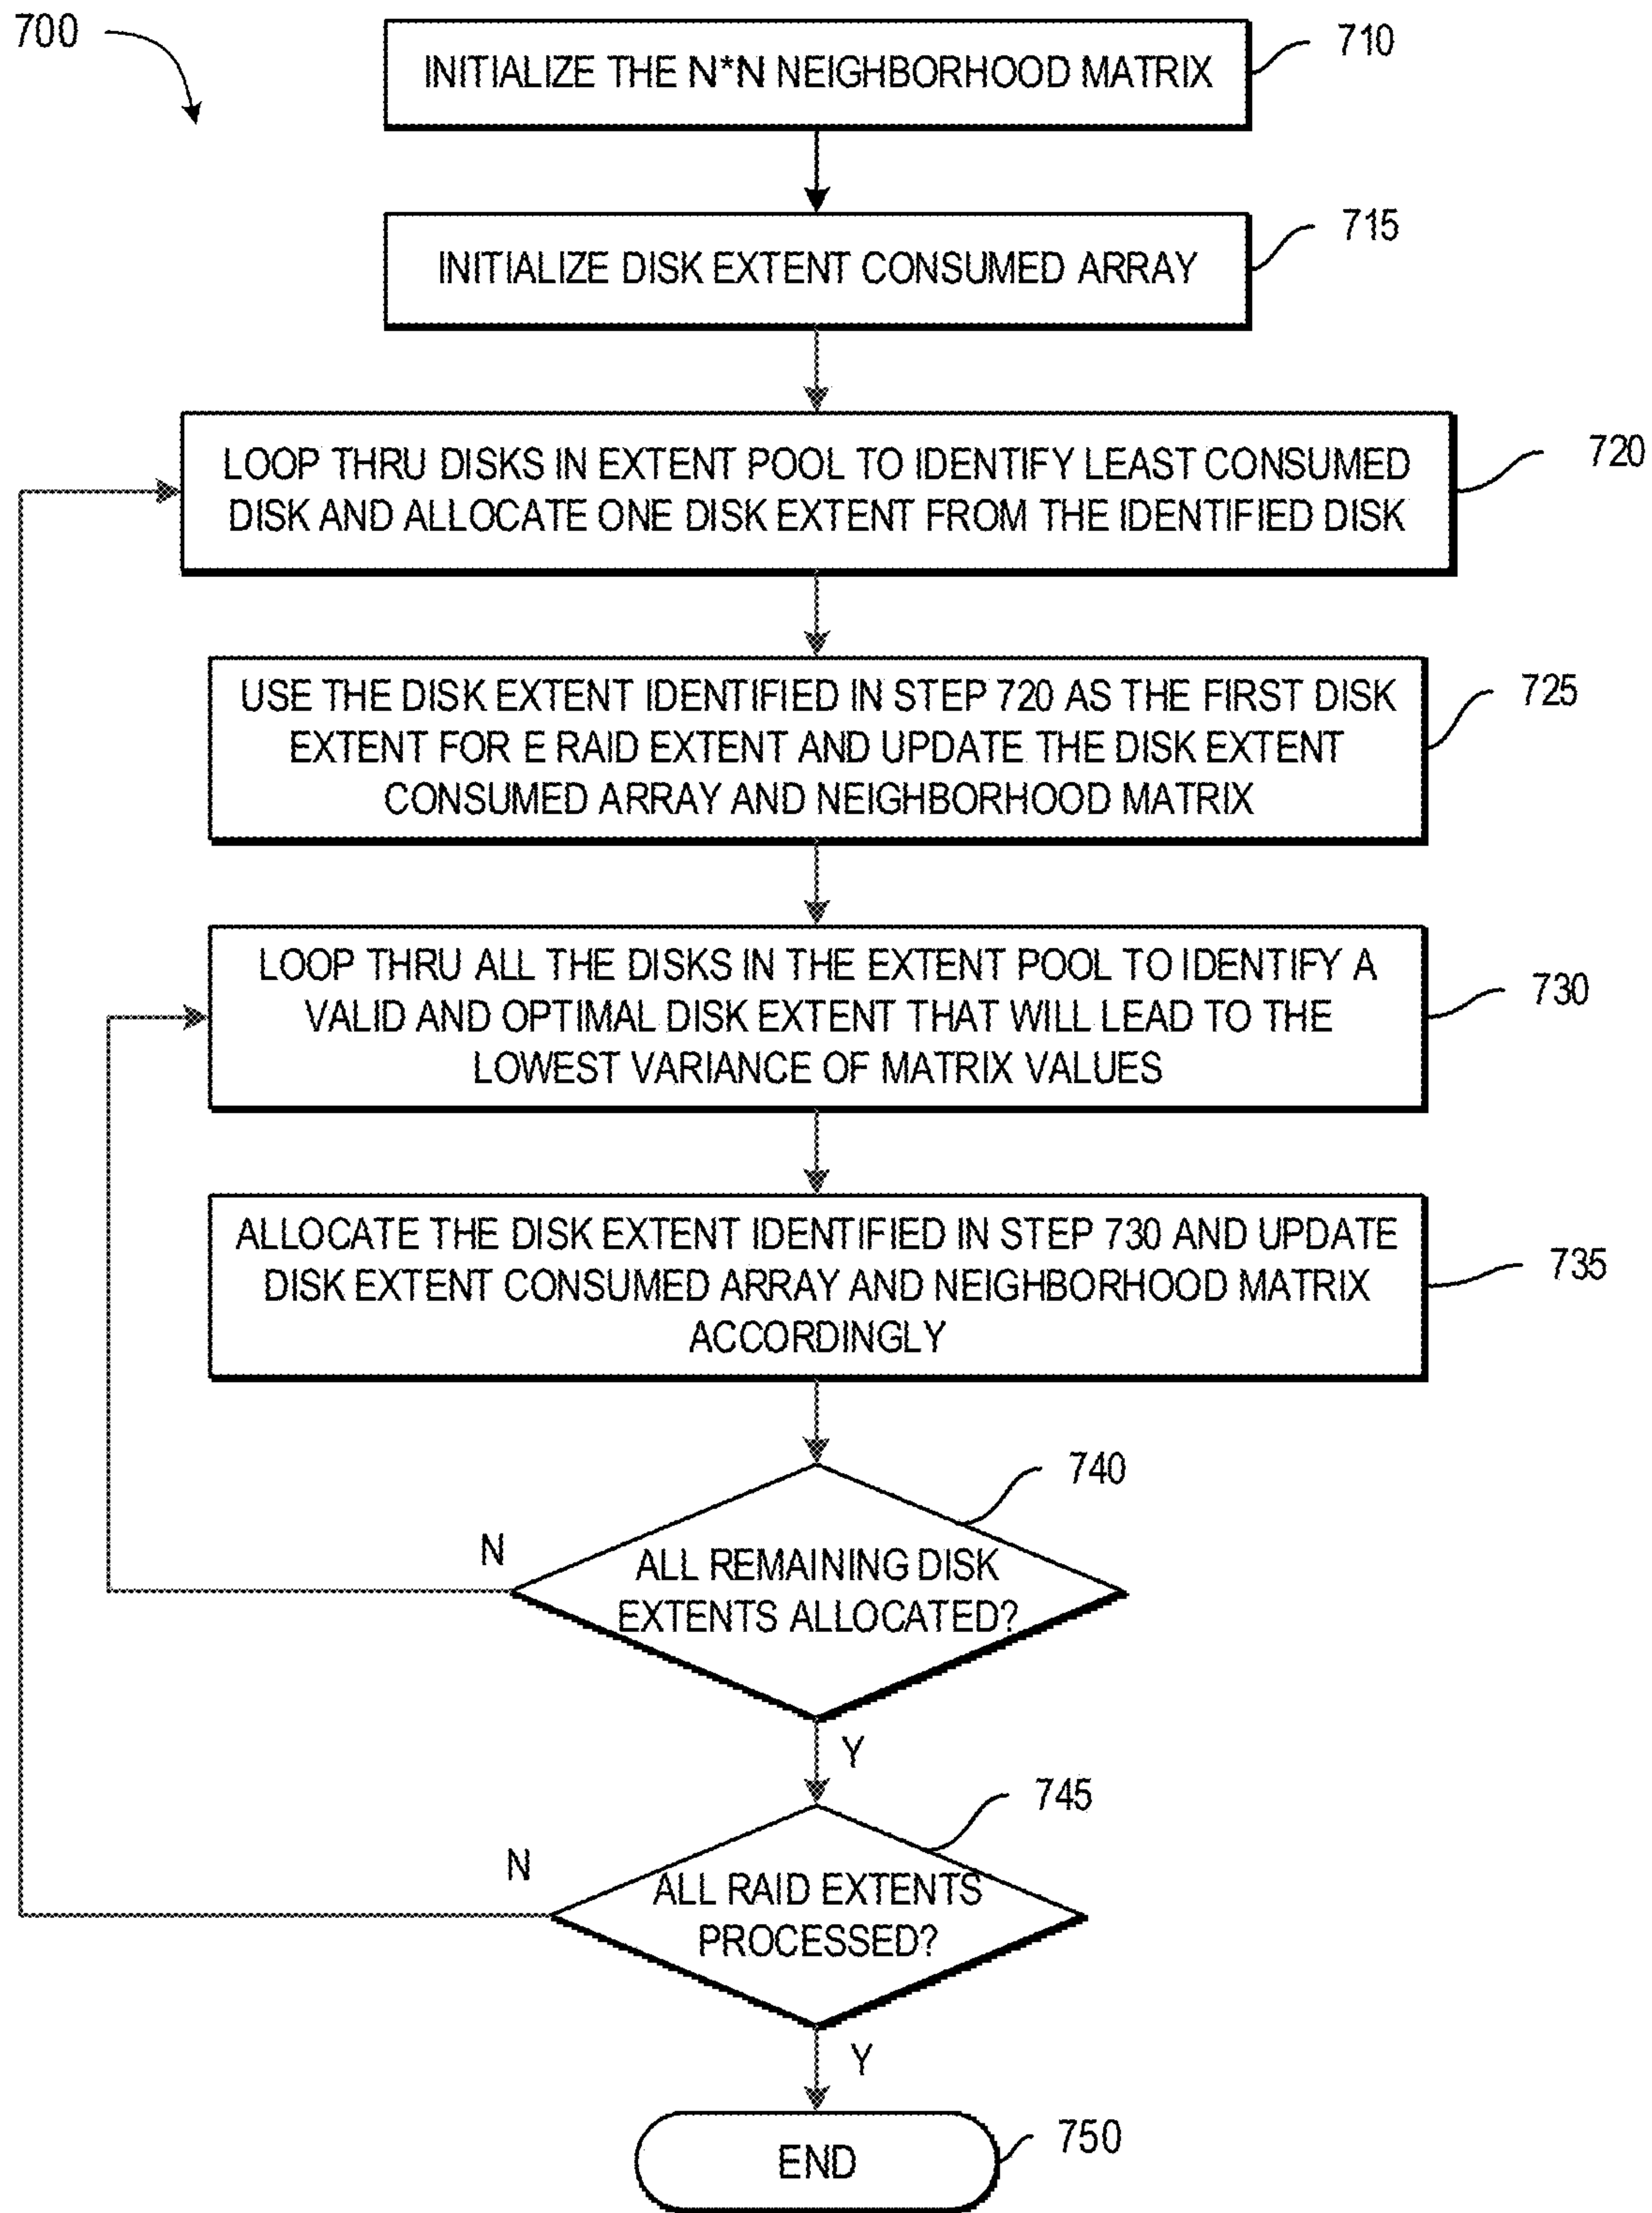 700
INITIALIZE THE N*N NEIGHBORHOOD MATRIX
710
INITIALIZE DISK EXTENT CONSUMED ARRAY
715
LOOP THRU DISKS IN EXTENT POOL TO IDENTIFY LEAST CONSUMED
DISK AND ALLOCATE ONE DISK EXTENT FROM THE IDENTIFIED DISK
720
USE THE DISK EXTENT IDENTIFIED IN STEP 720 AS THE FIRST DISK
EXTENT FOR E RAID EXTENT AND UPDATE THE DISK EXTENT
CONSUMED ARRAY AND NEIGHBORHOOD MATRIX
725
LOOP THRU ALL THE DISKS IN THE EXTENT POOL TO IDENTIFY A
VALID AND OPTIMAL DISK EXTENT THAT WILL LEAD TO THE
LOWEST VARIANCE OF MATRIX VALUES
730
ALLOCATE THE DISK EXTENT IDENTIFIED IN STEP 730 AND UPDATE
DISK EXTENT CONSUMED ARRAY AND NEIGHBORHOOD MATRIX
ACCORDINGLY
735
740
N
ALL REMAINING DISK
EXTENTS ALLOCATED?
Y
745
N
ALL RAID EXTENTS
PROCESSED?
Y
END
750